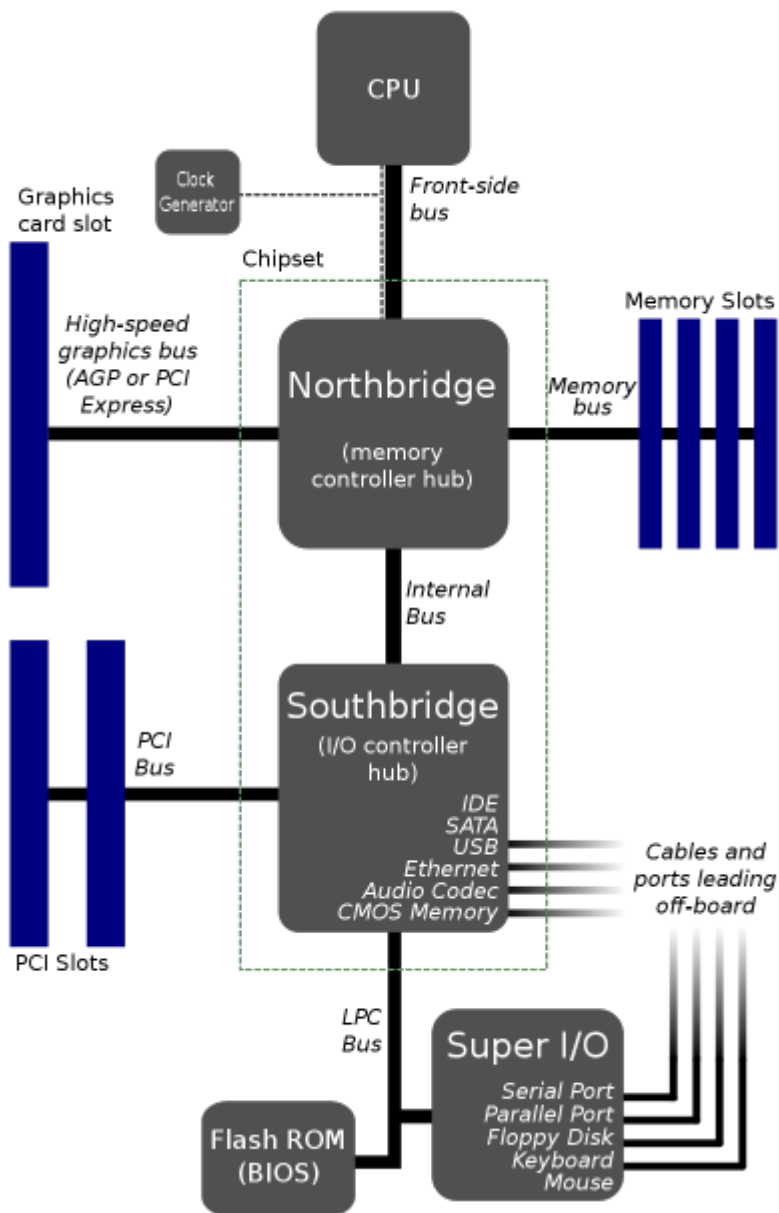 CPU
Clock
Generator
Front-side
bus
Graphics
card slot
Chipset
High-speed
graphics bus
(AGP or PCI
Express)
Northbridge
(memory
controller hub)
Memory Slots
Memory
bus
Internal
Bus
Southbridge
(I/O controller
hub)
PCI
Bus
IDE
SATA
USB
Ethernet
Audio Codec
CMOS Memory
Cables and
ports leading
off-board
PCI Slots
LPC
Bus
Super I/O
Serial Port
Parallel Port
Floppy Disk
Keyboard
Mouse
Flash ROM
(BIOS)